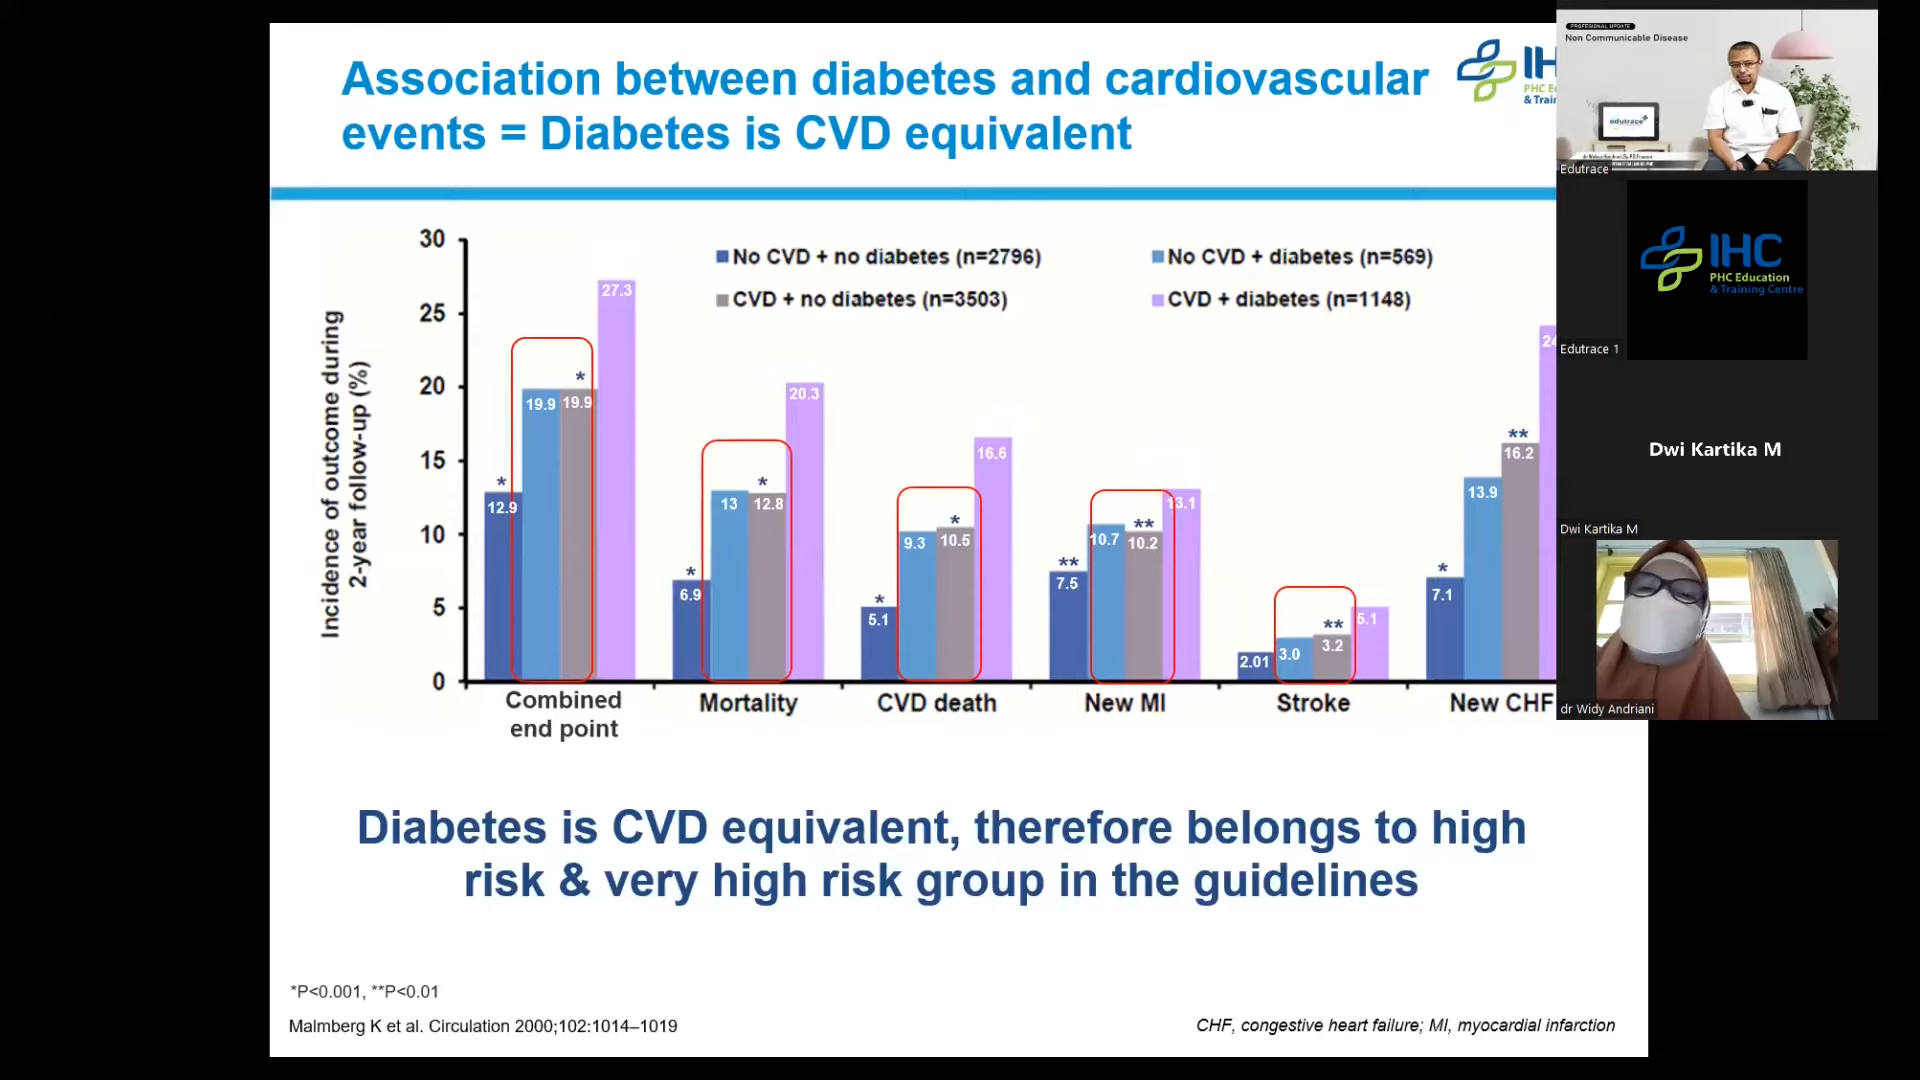 Association between diabetes and cardiovascular
events = Diabetes is CVD equivalent
IH
PHC E
& Trai
Incidence of outcome during
2-year follow-up (%)
30
25
20
15
10
5
0
No CVD + no diabetes (n=2796)
No CVD + diabetes (n=569)
CVD + no diabetes (n=3503)
CVD + diabetes (n=1148)
*
12.9
19.9
*
19.9
27.3
*
6.9
13
*
12.8
20.3
*
5.1
9.3
*
10.5
16.6
**
7.5
10.7
**
10.2
13.1
2.01
3.0
**
3.2
5.1
*
7.1
13.9
**
16.2
24
Combined
end point
Mortality
CVD death
New MI
Stroke
New CHF
Diabetes is CVD equivalent, therefore belongs to high
risk & very high risk group in the guidelines
*P<0.001, **P<0.01
Malmberg K et al. Circulation 2000;102:1014–1019
CHF, congestive heart failure; MI, myocardial infarction
PROFESIONAL UPDATE
Non Communicable Disease
edutrace
Edutrace
IHC
PHC Education
& Training Centre
Edutrace 1
Dwi Kartika M
Dwi Kartika M
dr Widy Andriani